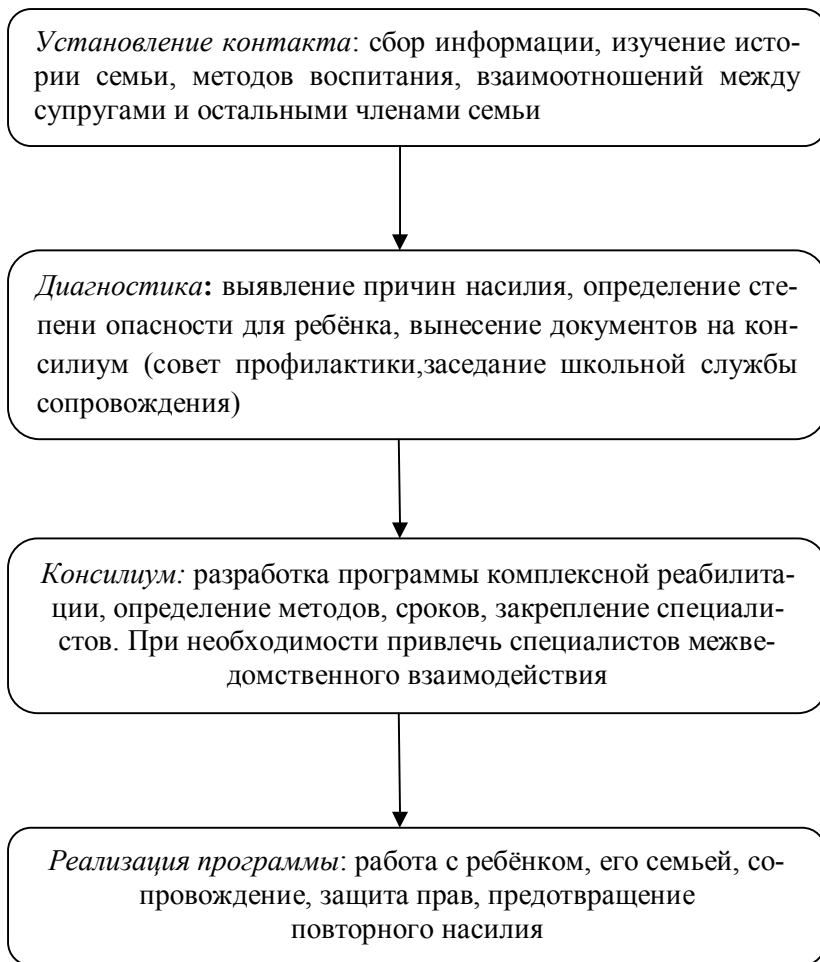 Установление контакта: сбор информации, изучение исто-
рии семьи, методов воспитания, взаимоотношений между
супругами и остальными членами семьи
Диагностика: выявление причин насилия, определение сте-
пени опасности для ребёнка, вынесение документов на кон-
силиум (совет профилактики,заседание школьной службы
сопровождения)
Консилиум: разработка программы комплексной реабилита-
ции, определение методов, сроков, закрепление специали-
стов. При необходимости привлечь специалистов межве-
домственного взаимодействия
Реализация программы: работа с ребёнком, его семьей, со-
провождение, защита прав, предотвращение
повторного насилия